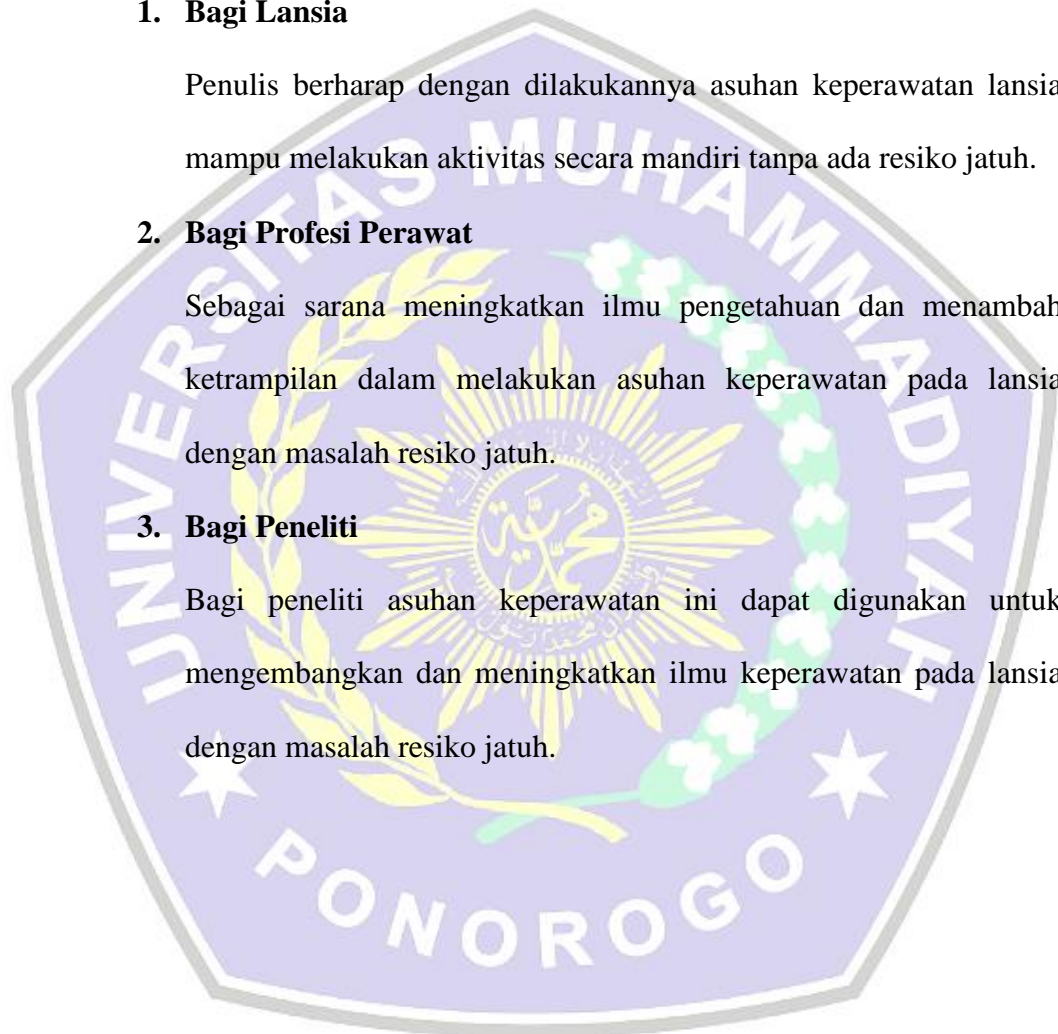 1. Bagi Lansia
Penulis berharap dengan dilakukannya asuhan keperawatan lansia
mampu melakukan aktivitas secara mandiri tanpa ada resiko jatuh.
2. Bagi Profesi Perawat
Sebagai sarana meningkatkan ilmu pengetahuan dan menambah
ketrampilan dalam melakukan asuhan keperawatan pada lansia
dengan masalah resiko jatuh.
3. Bagi Peneliti
Bagi peneliti asuhan keperawatan ini dapat digunakan untuk
mengembangkan dan meningkatkan ilmu keperawatan pada lansia
dengan masalah resiko jatuh.
UNIVERSITAS MUHAMMADIYAH
PONOROGO